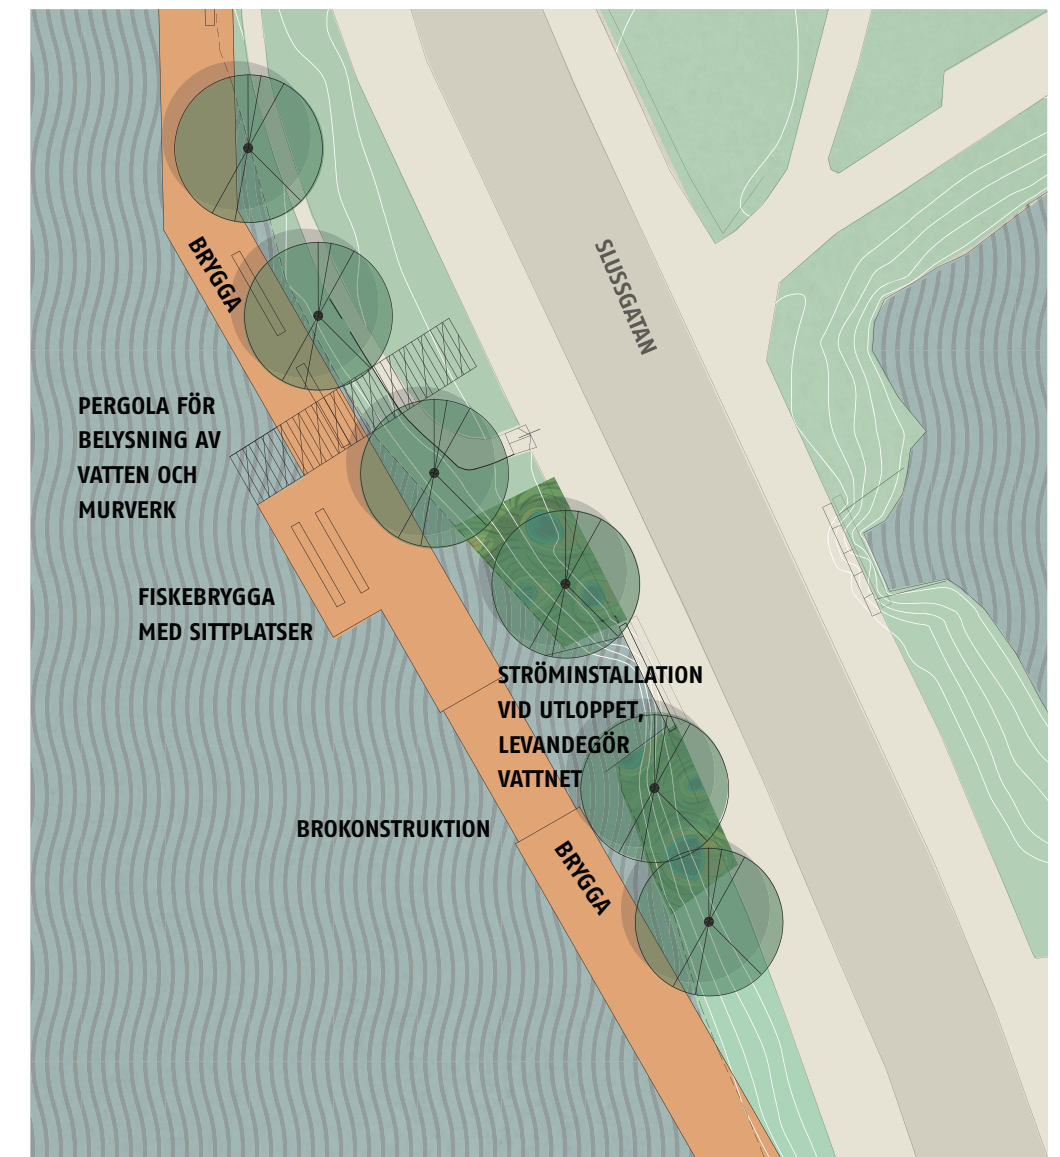 BRYGGA
SLUSSGATAN
PERGOLA FÖR
BELYSNING AV
VATTEN OCH
MURVERK
FISKEBRYGGA
MED SITTPLATSER
STRÖMINSTALLATION
VID UTLOPPET,
LEVANDEGÖR
VATTNET
BROKONSTRUKTION
BRYGGA